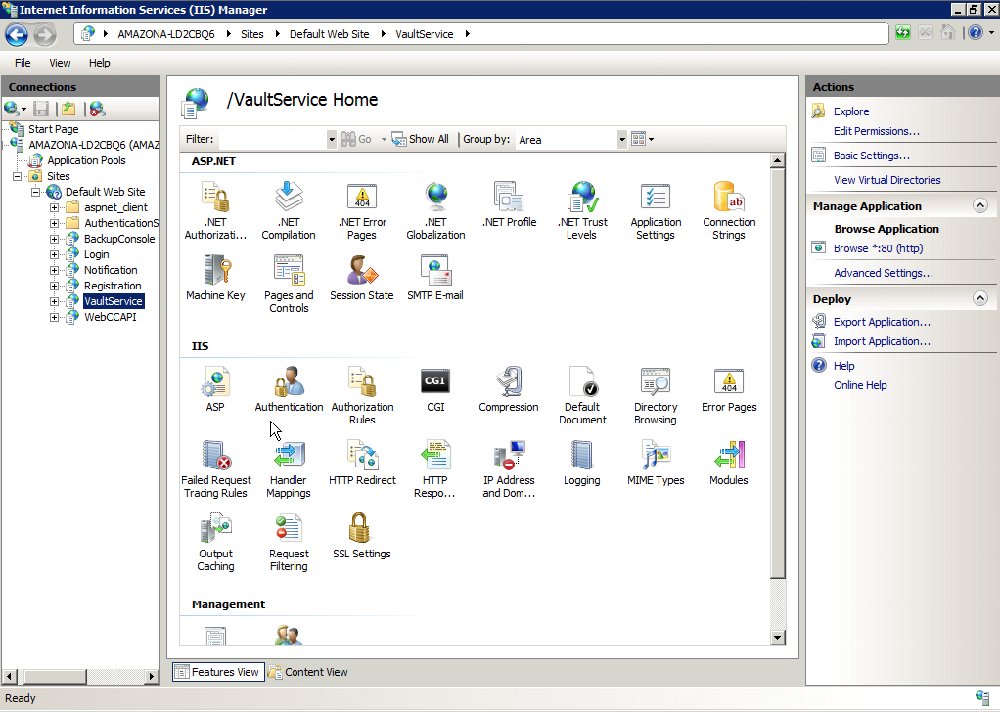 Internet Information Services (IIS) Manager
AMAZONA-LD2CBQ6 Sites Default Web Site VaultService
File View Help
Connections
Start Page
AMAZONA-LD2CBQ6 (AMAZ
Application Pools
Sites
Default Web Site
aspnet_client
AuthenticationS
BackupConsole
Login
Notification
Registration
VaultService
WebCCAPI
/VaultService Home
Filter: Go Show All Group by: Area
ASP.NET
.NET Authorizati...
.NET Compilation
.NET Error Pages
.NET Globalization
.NET Profile
.NET Trust Levels
Application Settings
Connection Strings
Machine Key
Pages and Controls
Session State
SMTP E-mail
IIS
ASP
Authentication
Authorization Rules
CGI
Compression
Default Document
Directory Browsing
Error Pages
Failed Request Tracing Rules
Handler Mappings
HTTP Redirect
HTTP Respo...
IP Address and Dom...
Logging
MIME Types
Modules
Output Caching
Request Filtering
SSL Settings
Management
Features View Content View
Actions
Explore
Edit Permissions...
Basic Settings...
View Virtual Directories
Manage Application
Browse Application
Browse *:80 (http)
Advanced Settings...
Deploy
Export Application...
Import Application...
Help
Online Help
Ready